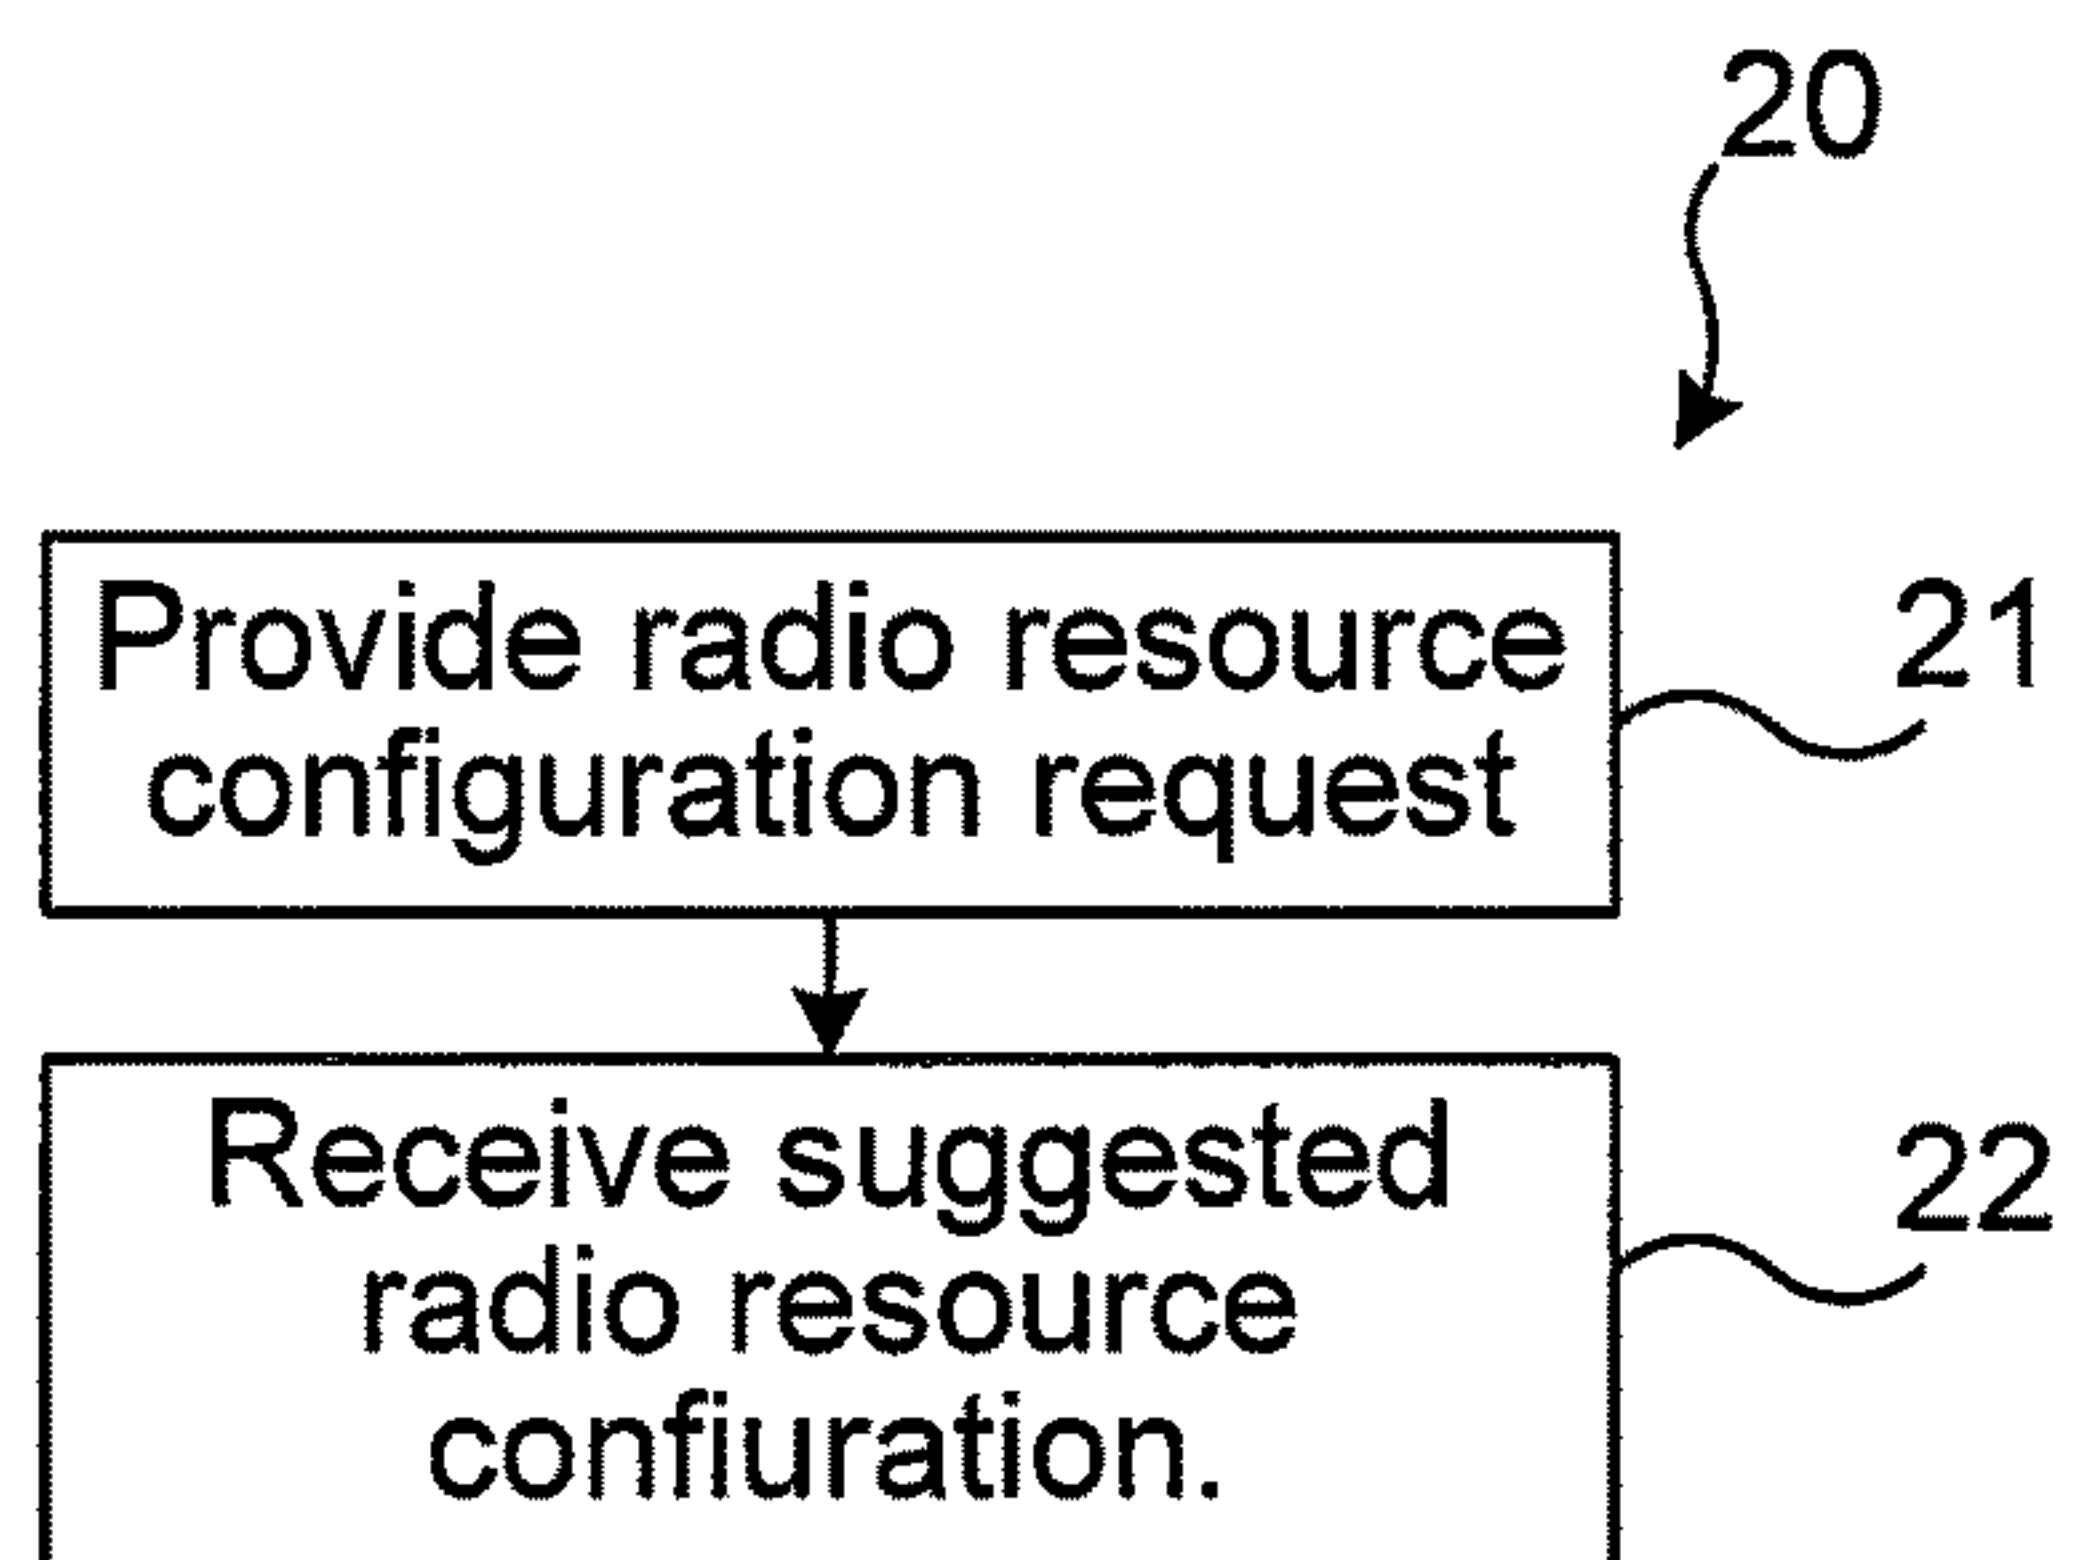 20
Provide radio resource
configuration request
21
Receive suggested
radio resource
confiuration.
22